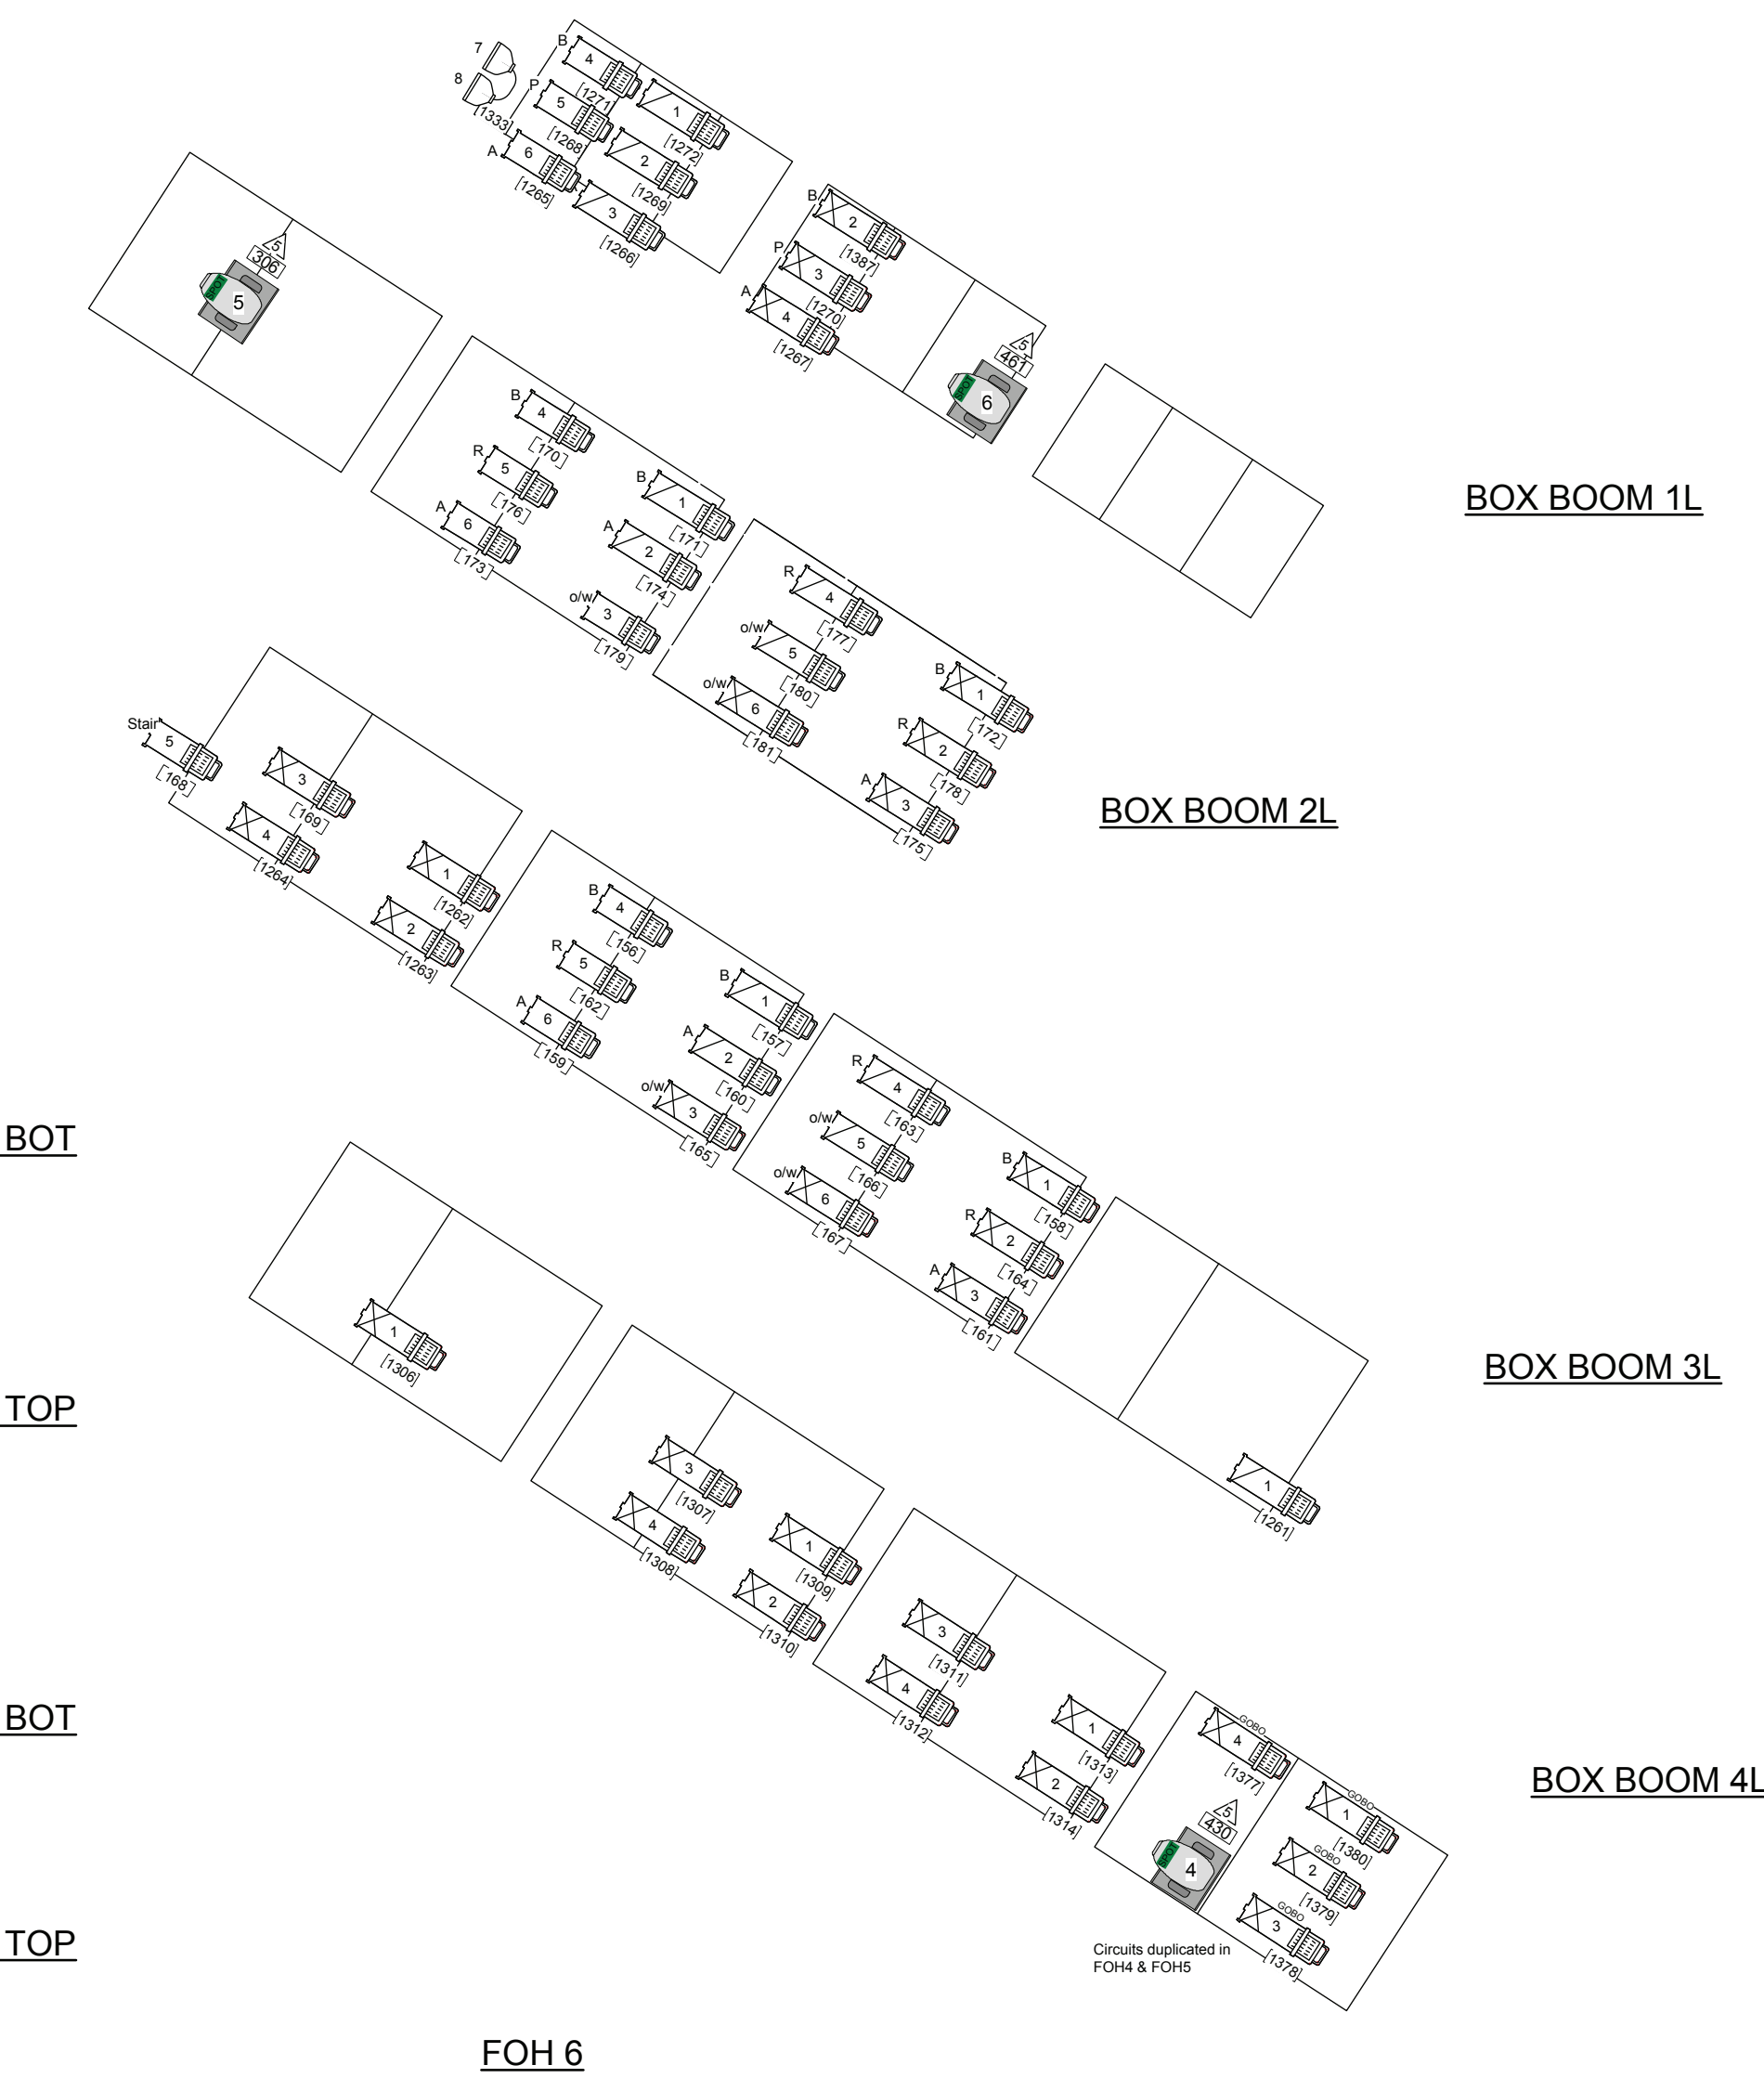 7
8
[1333]
B
4
[1271]
P
5
[1268]
A
6
[1265]
1
[1272]
2
[1269]
3
[1266]
B
2
[1387]
P
3
[1270]
A
4
[1267]
5
306
SPOT
5
5
461
SPOT
6
BOX BOOM 1L
B
4
[170]
R
5
[176]
A
6
[173]
B
1
[171]
A
2
[174]
o/w
3
[179]
R
4
[177]
o/w
5
[180]
o/w
6
[181]
B
1
[172]
R
2
[178]
A
3
[175]
BOX BOOM 2L
Stair
5
[168]
3
[169]
4
[1264]
1
[1262]
2
[1263]
B
4
[156]
R
5
[162]
A
6
[159]
B
1
[157]
A
2
[160]
o/w
3
[165]
R
4
[163]
o/w
5
[166]
o/w
6
[167]
B
1
[158]
R
2
[164]
A
3
[161]
1
[1261]
BOX BOOM 3L
BOT
TOP
BOT
TOP
1
[1306]
3
[1307]
4
[1308]
1
[1309]
2
[1310]
3
[1311]
4
[1312]
1
[1313]
2
[1314]
GOBO
4
[1377]
5
430
SPOT
4
GOBO
1
[1380]
GOBO
2
[1379]
GOBO
3
[1378]
BOX BOOM 4L
Circuits duplicated in
FOH4 & FOH5
FOH 6